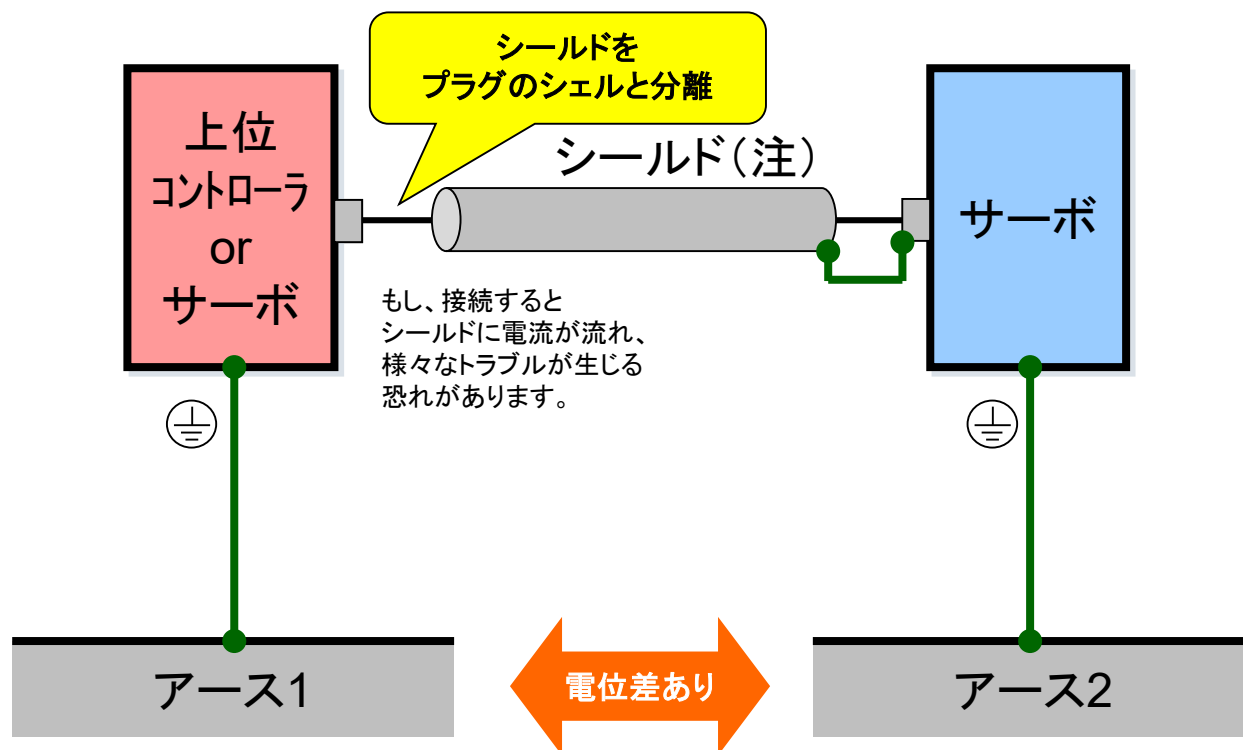 シールドを
プラグのシェルと分離
シールド(注)
上位
コントローラ
or
サーボ
サーボ
もし、接続すると
シールドに電流が流れ、
様々なトラブルが生じる
恐れがあります。
アース1
電位差あり
アース2